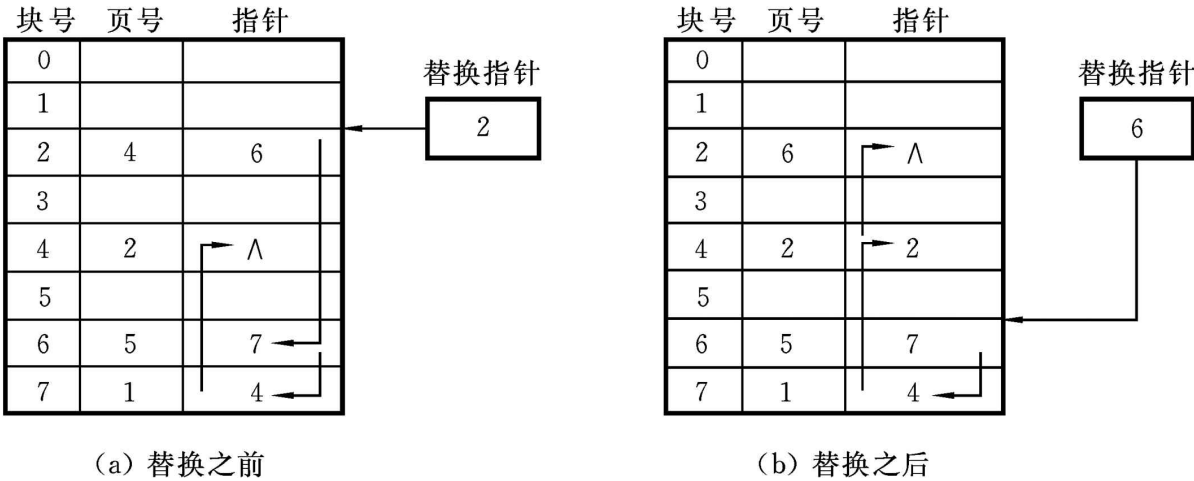 块号 页号 指针 块号 页号 指针
0 0
替换指针 替换指针
1 1
2 6
2 4 6 2 6 ∧
3 3
4 2 ∧ 4 2 2
5 5
6 5 7 6 5 7
7 1 4 7 1 4
(a) 替换之前 (b) 替换之后